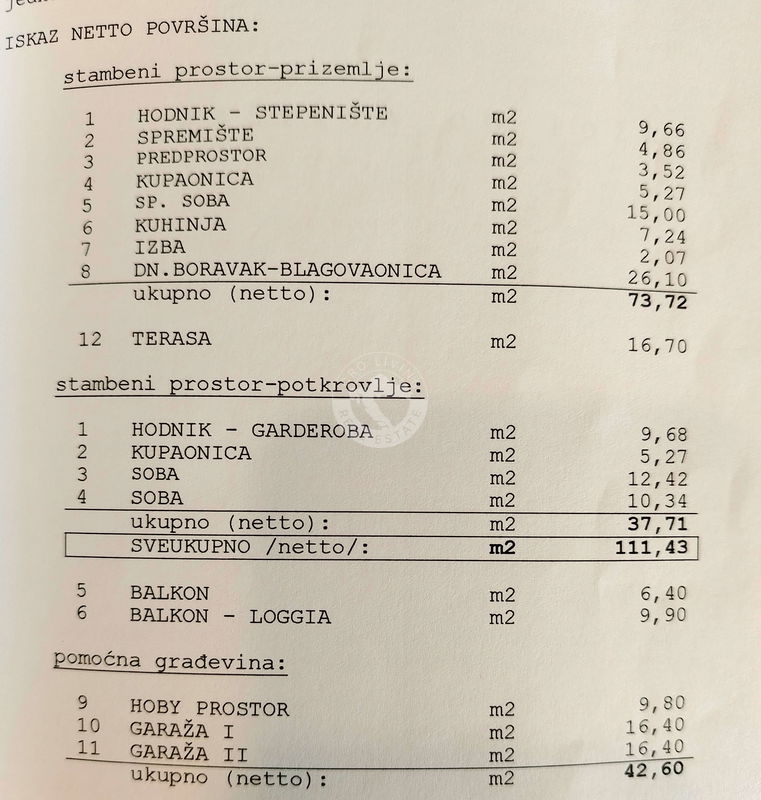 ISKAZ NETTO POVRŠINA:
stambeni prostor-prizemlje:
1 HODNIK - STEPENIŠTE m2 9,66
2 SPREMIŠTE m2 4,86
3 PREDPROSTOR m2 3,52
4 KUPAONICA m2 5,27
5 SP. SOBA m2 15,00
6 KUHINJA m2 7,24
7 IZBA m2 2,07
8 DN.BORAVAK-BLAGOVAONICA m2 26,10
ukupno (netto): m2 73,72
12 TERASA m2 16,70
stambeni prostor-potkrovlje:
1 HODNIK - GARDEROBA m2 9,68
2 KUPAONICA m2 5,27
3 SOBA m2 12,42
4 SOBA m2 10,34
ukupno (netto): m2 37,71
SVEUKUPNO /netto/: m2 111,43
5 BALKON m2 6,40
6 BALKON - LOGGIA m2 9,90
pomoćna građevina:
9 HOBY PROSTOR m2 9,80
10 GARAŽA I m2 16,40
11 GARAŽA II m2 16,40
ukupno (netto): m2 42,60